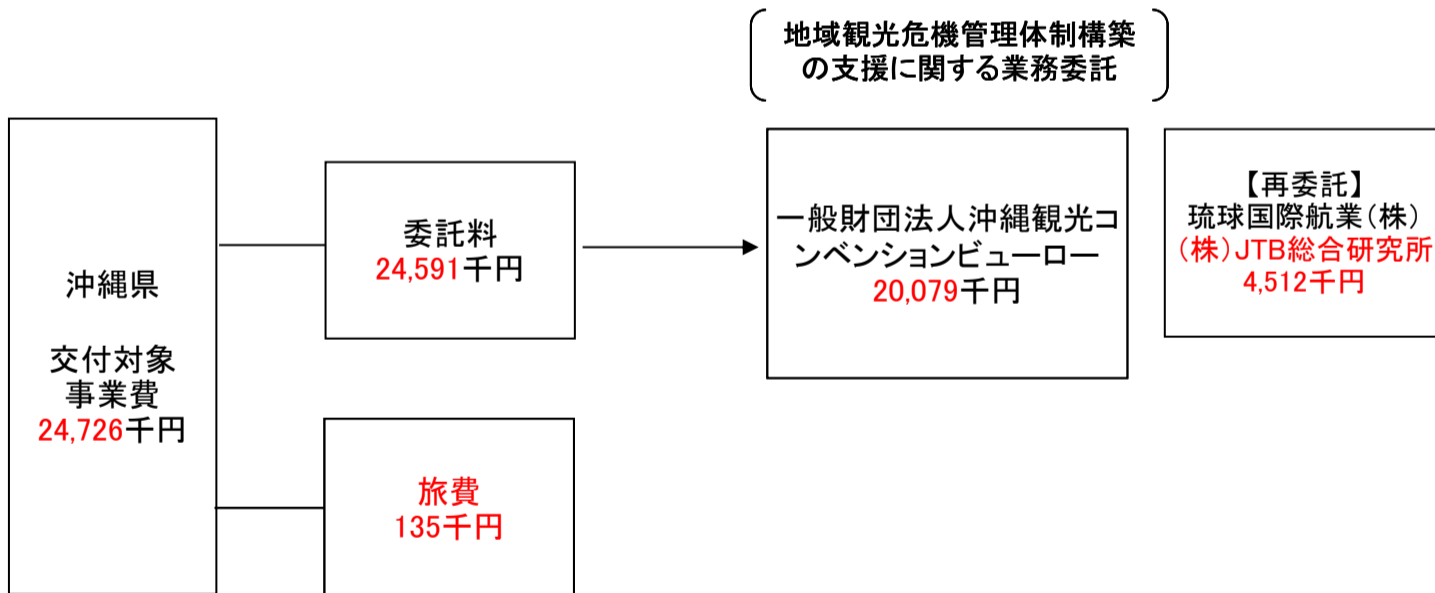 地域観光危機管理体制構築
の支援に関する業務委託
沖縄県
交付対象
事業費
24,726千円
委託料
24,591千円
旅費
135千円
一般財団法人沖縄観光コ
ンベンションビューロー
20,079千円
【再委託】
琉球国際航業(株)
(株)JTB総合研究所
4,512千円